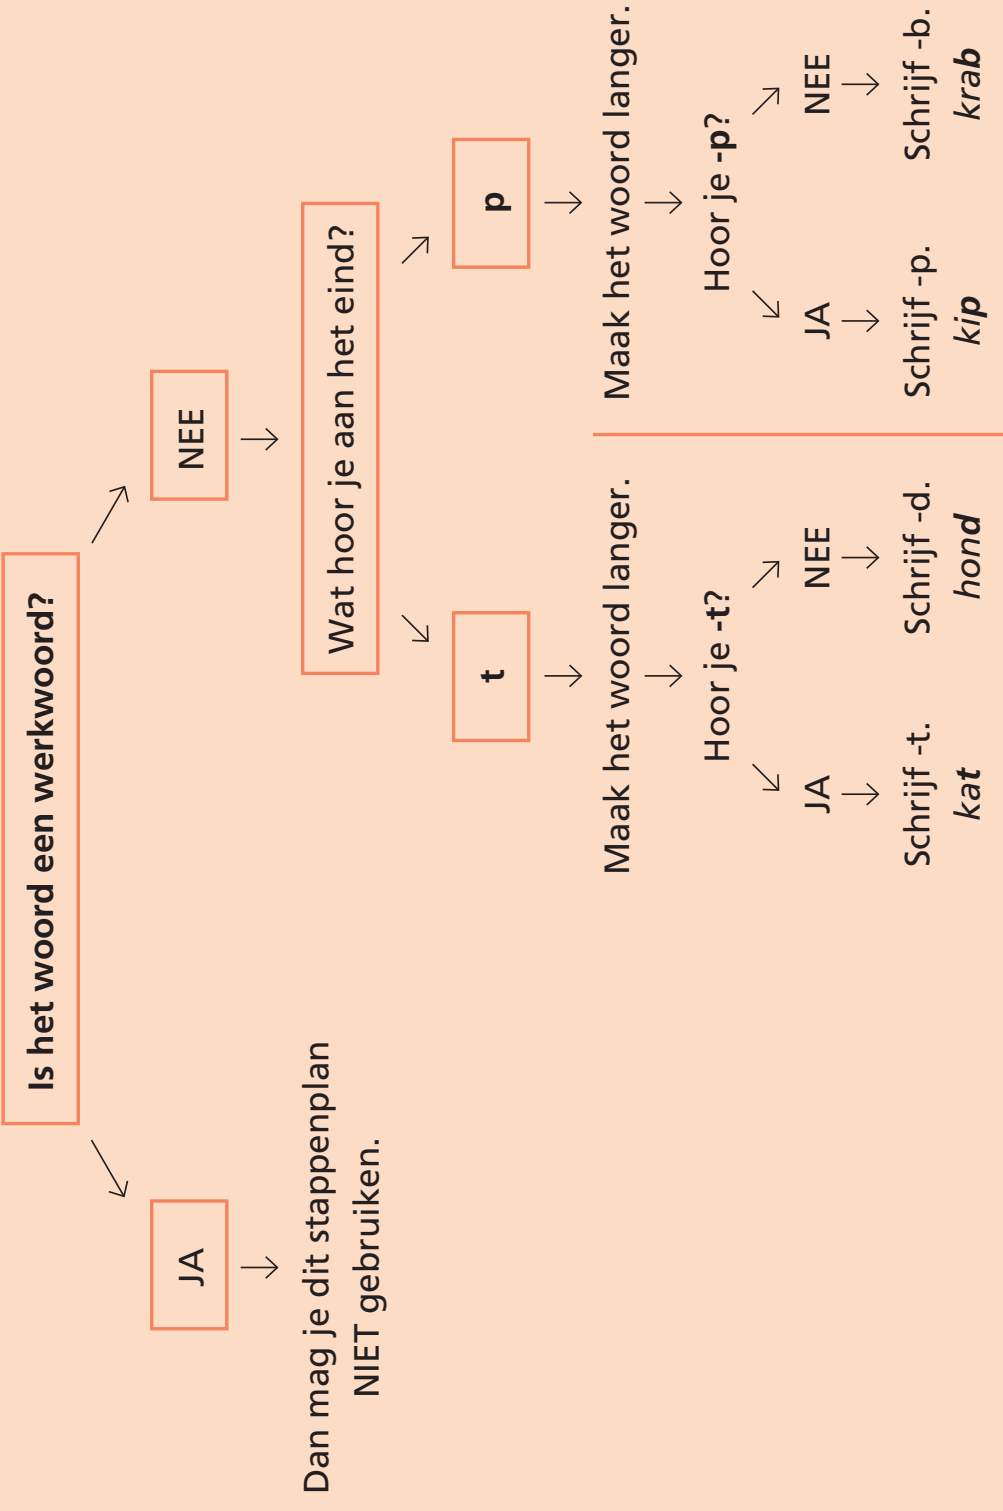 Is het woord een werkwoord?
JA
NEE
Dan mag je dit stappenplan
NIET gebruiken.
Wat hoor je aan het eind?
t
p
Maak het woord langer.
Maak het woord langer.
Hoor je -t?
Hoor je -p?
JA
NEE
JA
NEE
Schrijf -t.
Schrijf -d.
Schrijf -p.
Schrijf -b.
kat
hond
kip
krab